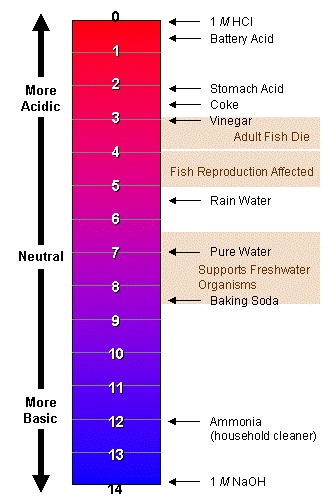 0
1 M HCl
Battery Acid
1
More
Acidic
2
Stomach Acid
Coke
3
Vinegar
Adult Fish Die
4
Fish Reproduction Affected
5
Rain Water
6
Neutral
7
Pure Water
Supports Freshwater
Organisms
8
Baking Soda
9
10
11
More
Basic
12
Ammonia
(household cleaner)
13
14
1 M NaOH